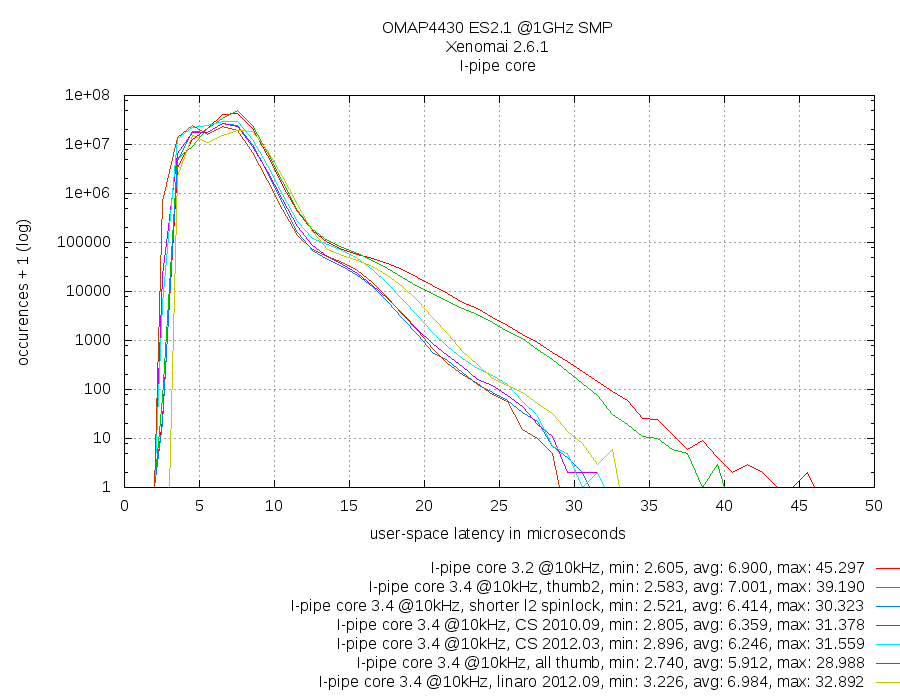 OMAP4430 ES2.1 @1GHz SMP
Xenomai 2.6.1
I-pipe core
1e+08
1e+07
1e+06
100000
10000
1000
100
10
1
occurences + 1 (log)
0 5 10 15 20 25 30 35 40 45 50
user-space latency in microseconds
I-pipe core 3.2 @10kHz, min: 2.605, avg: 6.900, max: 45.297
I-pipe core 3.4 @10kHz, thumb2, min: 2.583, avg: 7.001, max: 39.190
I-pipe core 3.4 @10kHz, shorter l2 spinlock, min: 2.521, avg: 6.414, max: 30.323
I-pipe core 3.4 @10kHz, CS 2010.09, min: 2.805, avg: 6.359, max: 31.378
I-pipe core 3.4 @10kHz, CS 2012.03, min: 2.896, avg: 6.246, max: 31.559
I-pipe core 3.4 @10kHz, all thumb, min: 2.740, avg: 5.912, max: 28.988
I-pipe core 3.4 @10kHz, linaro 2012.09, min: 3.226, avg: 6.984, max: 32.892